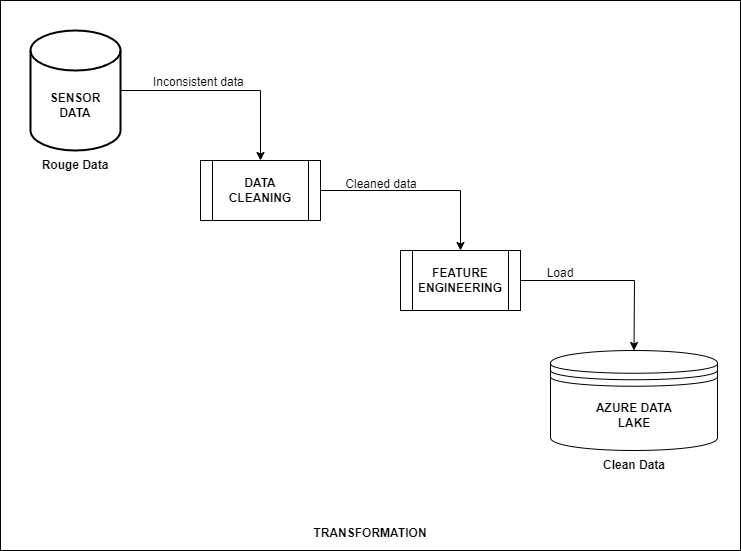 SENSOR
DATA
Inconsistent data
Rouge Data
DATA
CLEANING
Cleaned data
FEATURE
ENGINEERING
Load
AZURE DATA
LAKE
Clean Data
TRANSFORMATION